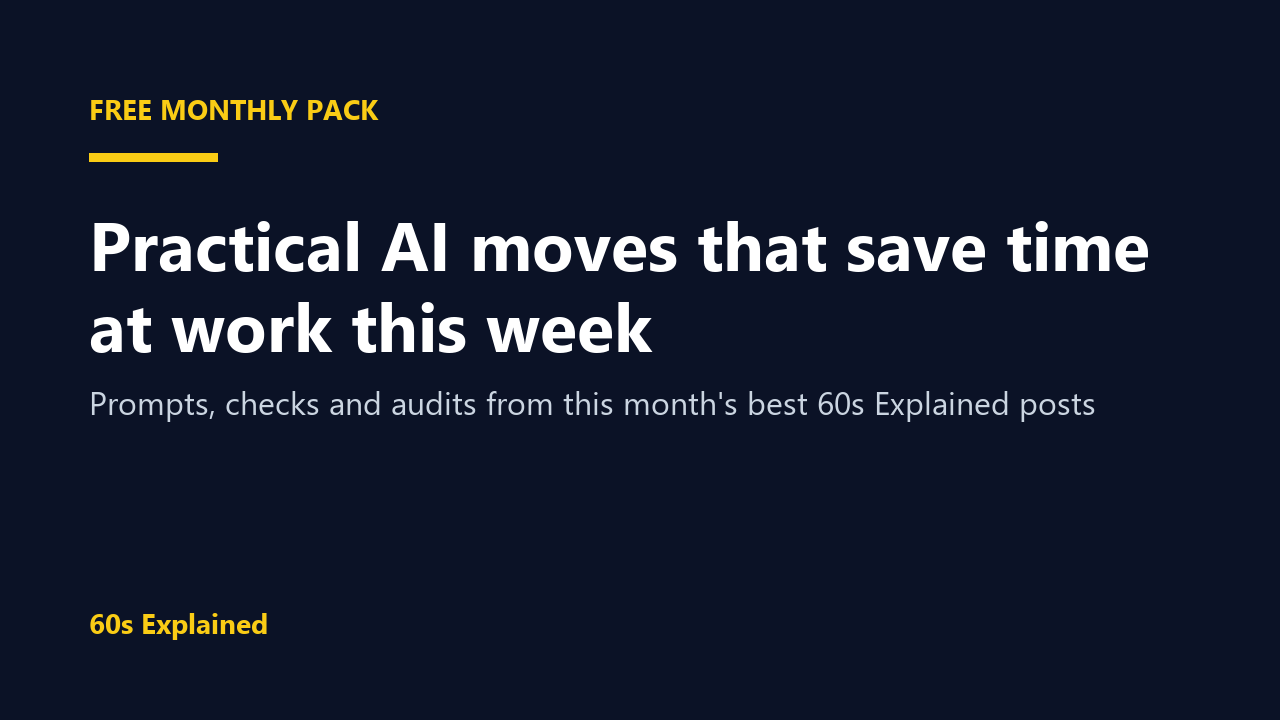 FREE MONTHLY PACK
Practical AI moves that save time
at work this week
Prompts, checks and audits from this month's best 60s Explained posts
60s Explained